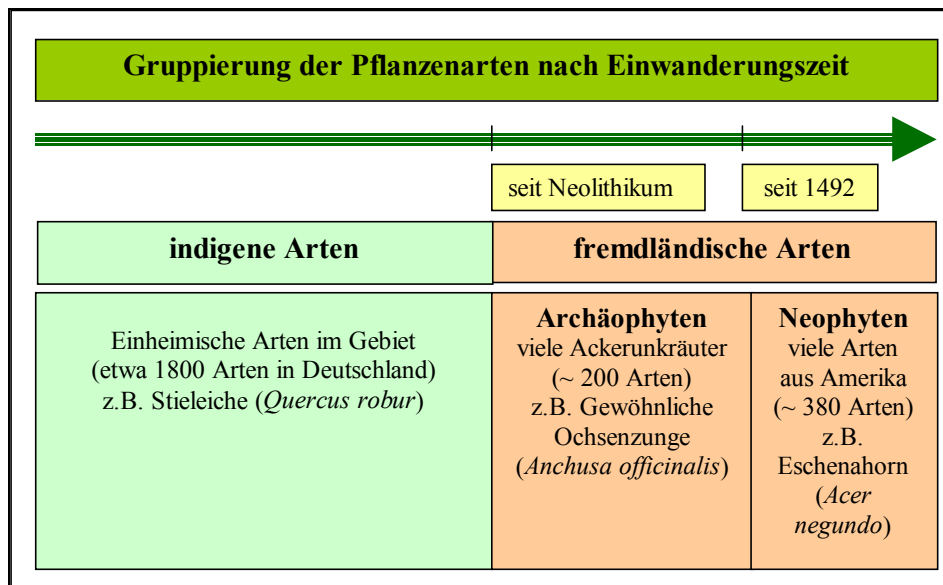 Gruppierung der Pflanzenarten nach Einwanderungszeit
seit Neolithikum
seit 1492
indigene Arten
fremdländische Arten
Einheimische Arten im Gebiet
(etwa 1800 Arten in Deutschland)
z.B. Stieleiche (Quercus robur)
Archäophyten
viele Ackerunkräuter
(~ 200 Arten)
z.B. Gewöhnliche
Ochsenzunge
(Anchusa officinalis)
Neophyten
viele Arten
aus Amerika
(~ 380 Arten)
z.B.
Eschenahorn
(Acer
negundo)